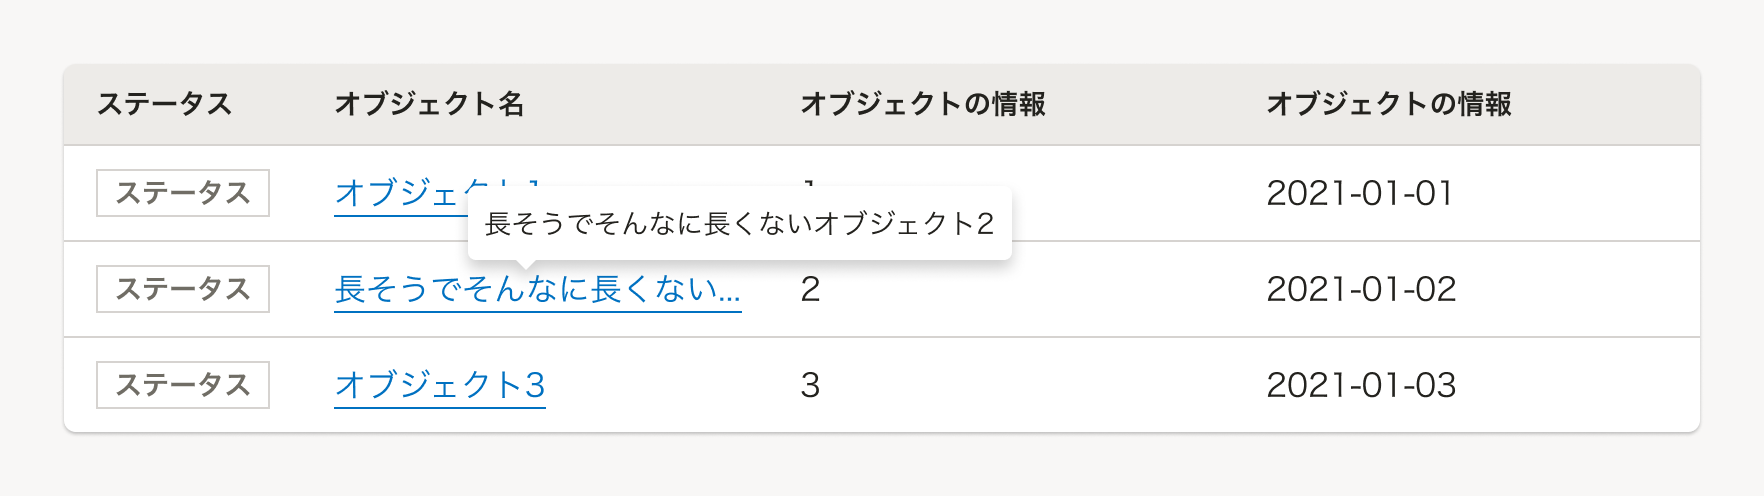 ステータス オブジェクト名 オブジェクトの情報 オブジェクトの情報
ステータス オブジェクト1 1 2021-01-01
長そうでそんなに長くないオブジェクト2
ステータス 長そうでそんなに長くない... 2 2021-01-02
ステータス オブジェクト3 3 2021-01-03